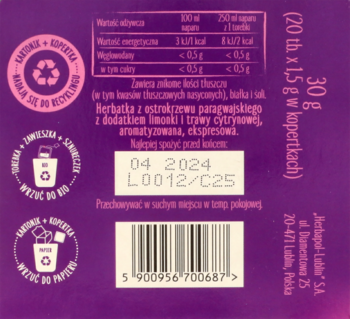 Wartość odżywcza 100 ml naparu 250 ml naparu z 1 torebki
Wartość energetyczna 3 kJ/1 kcal 8 kJ/2 kcal
Węglowodany < 0,5 g < 0,5 g
w tym cukry < 0,5 g < 0,5 g
Zawiera znikome ilości tłuszczu
(w tym kwasów tłuszczowych nasyconych), białka i soli.
Herbatka z ostrokrzewu paragwajskiego
z dodatkiem limonki i trawy cytrynowej,
aromatyzowana, ekspresowa.
Najlepiej spożyć przed końcem:
04 2024
L0012/C25
Przechowywać w suchym miejscu w temp. pokojowej.
5 900956 700687 >
KARTONIK + KOPERTKA
NADAJĄ SIĘ DO RECYKLINGU
TOREBKA + ZAWIESZKA + SZNURECZEK
BIO
WRZUĆ DO BIO
KARTONIK + KOPERTKA
PAPIER
WRZUĆ DO PAPIERU
30 g
(20 tb. x 1,5 g w kopertkach)
„Herbapol-Lublin" S.A.
ul. Diamentowa 25
20-471 Lublin, Polska